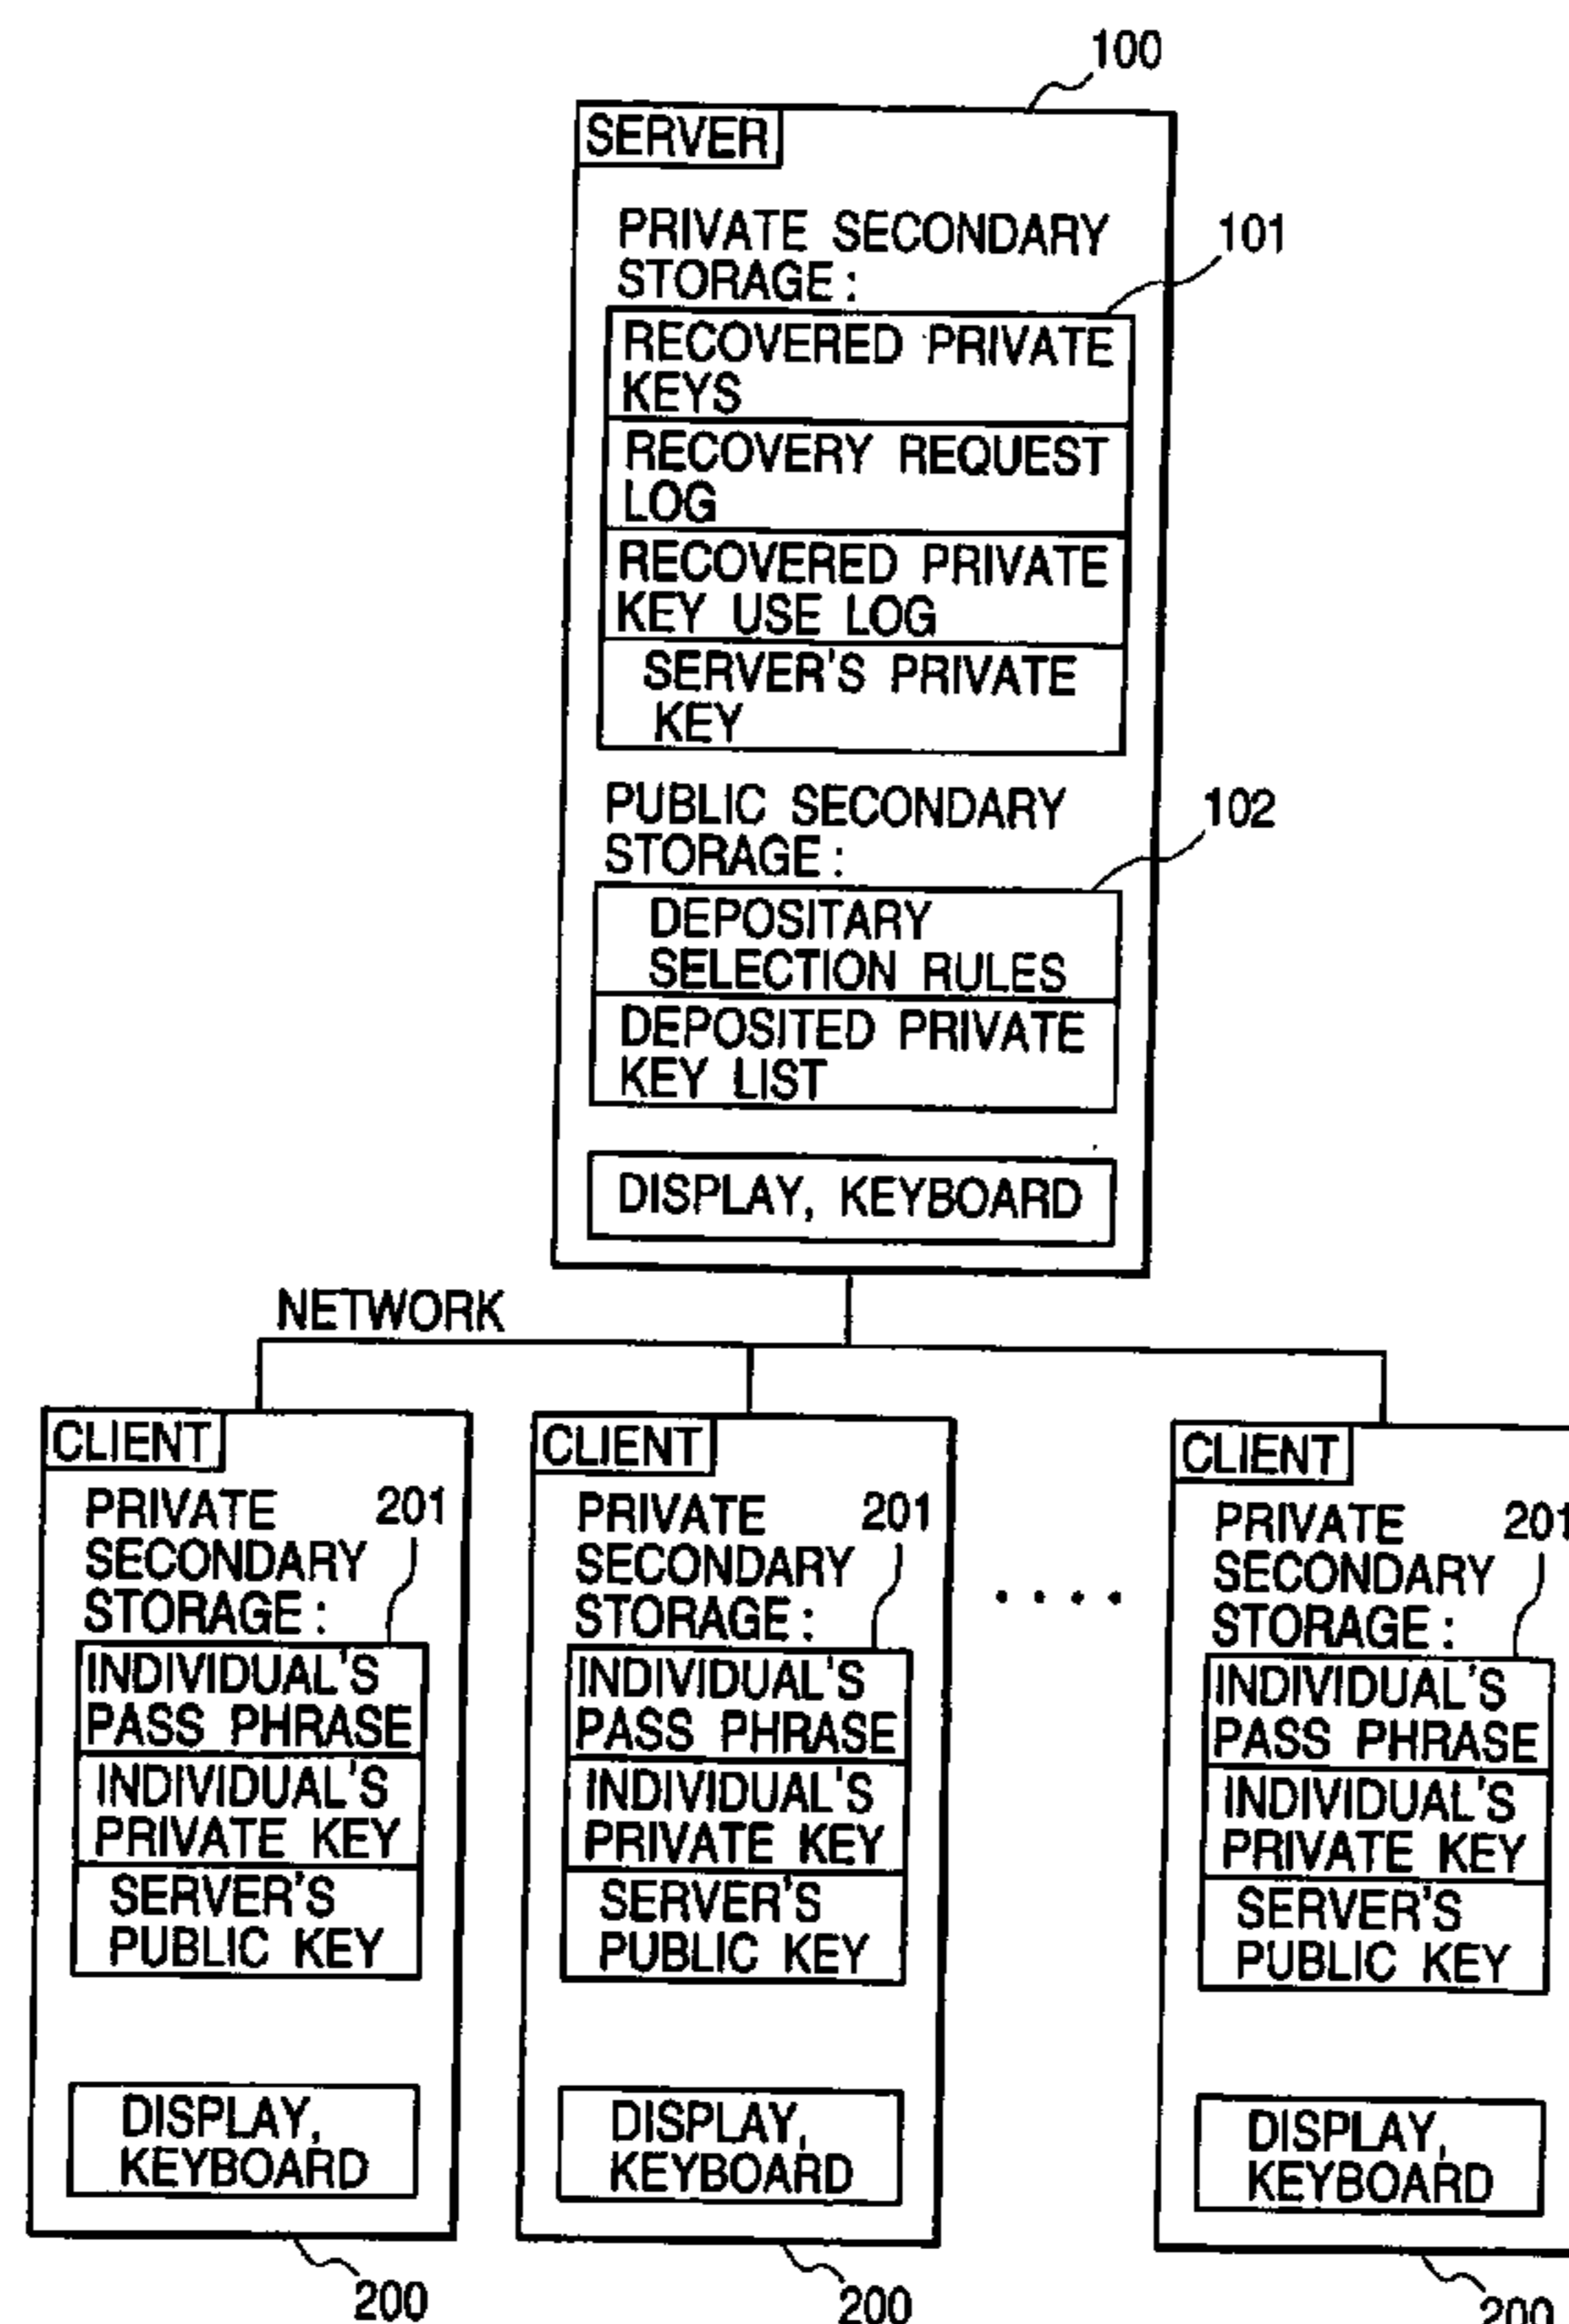 100
SERVER
PRIVATE SECONDARY
STORAGE:
101
RECOVERED PRIVATE
KEYS
RECOVERY REQUEST
LOG
RECOVERED PRIVATE
KEY USE LOG
SERVER'S PRIVATE
KEY
PUBLIC SECONDARY
STORAGE:
102
DEPOSITARY
SELECTION RULES
DEPOSITED PRIVATE
KEY LIST
DISPLAY, KEYBOARD
NETWORK
CLIENT
PRIVATE
SECONDARY
STORAGE:
201
INDIVIDUAL'S
PASS PHRASE
INDIVIDUAL'S
PRIVATE KEY
SERVER'S
PUBLIC KEY
DISPLAY,
KEYBOARD
200
CLIENT
PRIVATE
SECONDARY
STORAGE:
201
INDIVIDUAL'S
PASS PHRASE
INDIVIDUAL'S
PRIVATE KEY
SERVER'S
PUBLIC KEY
DISPLAY,
KEYBOARD
200
....
CLIENT
PRIVATE
SECONDARY
STORAGE:
201
INDIVIDUAL'S
PASS PHRASE
INDIVIDUAL'S
PRIVATE KEY
SERVER'S
PUBLIC KEY
DISPLAY,
KEYBOARD
200